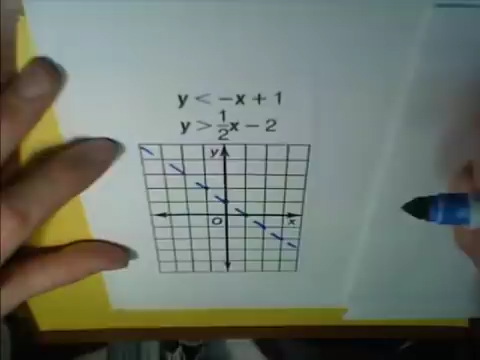 y < -x + 1
y > 1/2x - 2
y
O
x